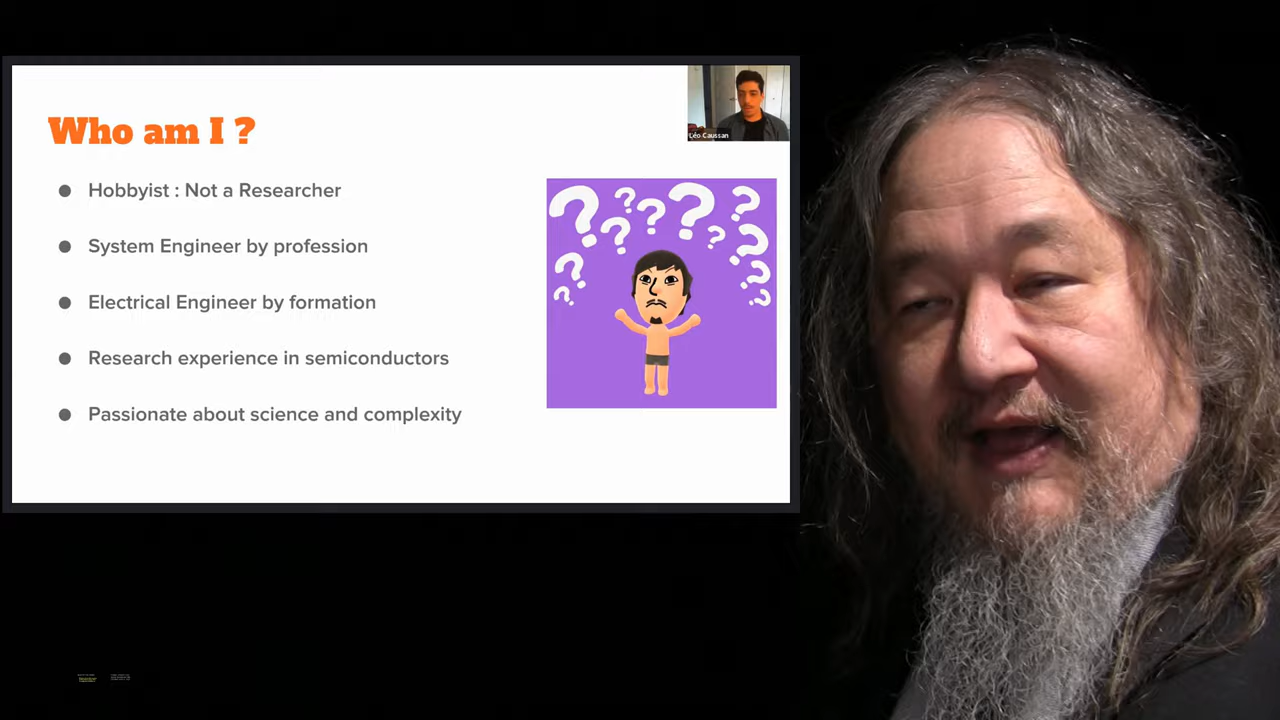 Who am I ?
Léo Caussan
Hobbyist : Not a Researcher
System Engineer by profession
Electrical Engineer by formation
Research experience in semiconductors
Passionate about science and complexity